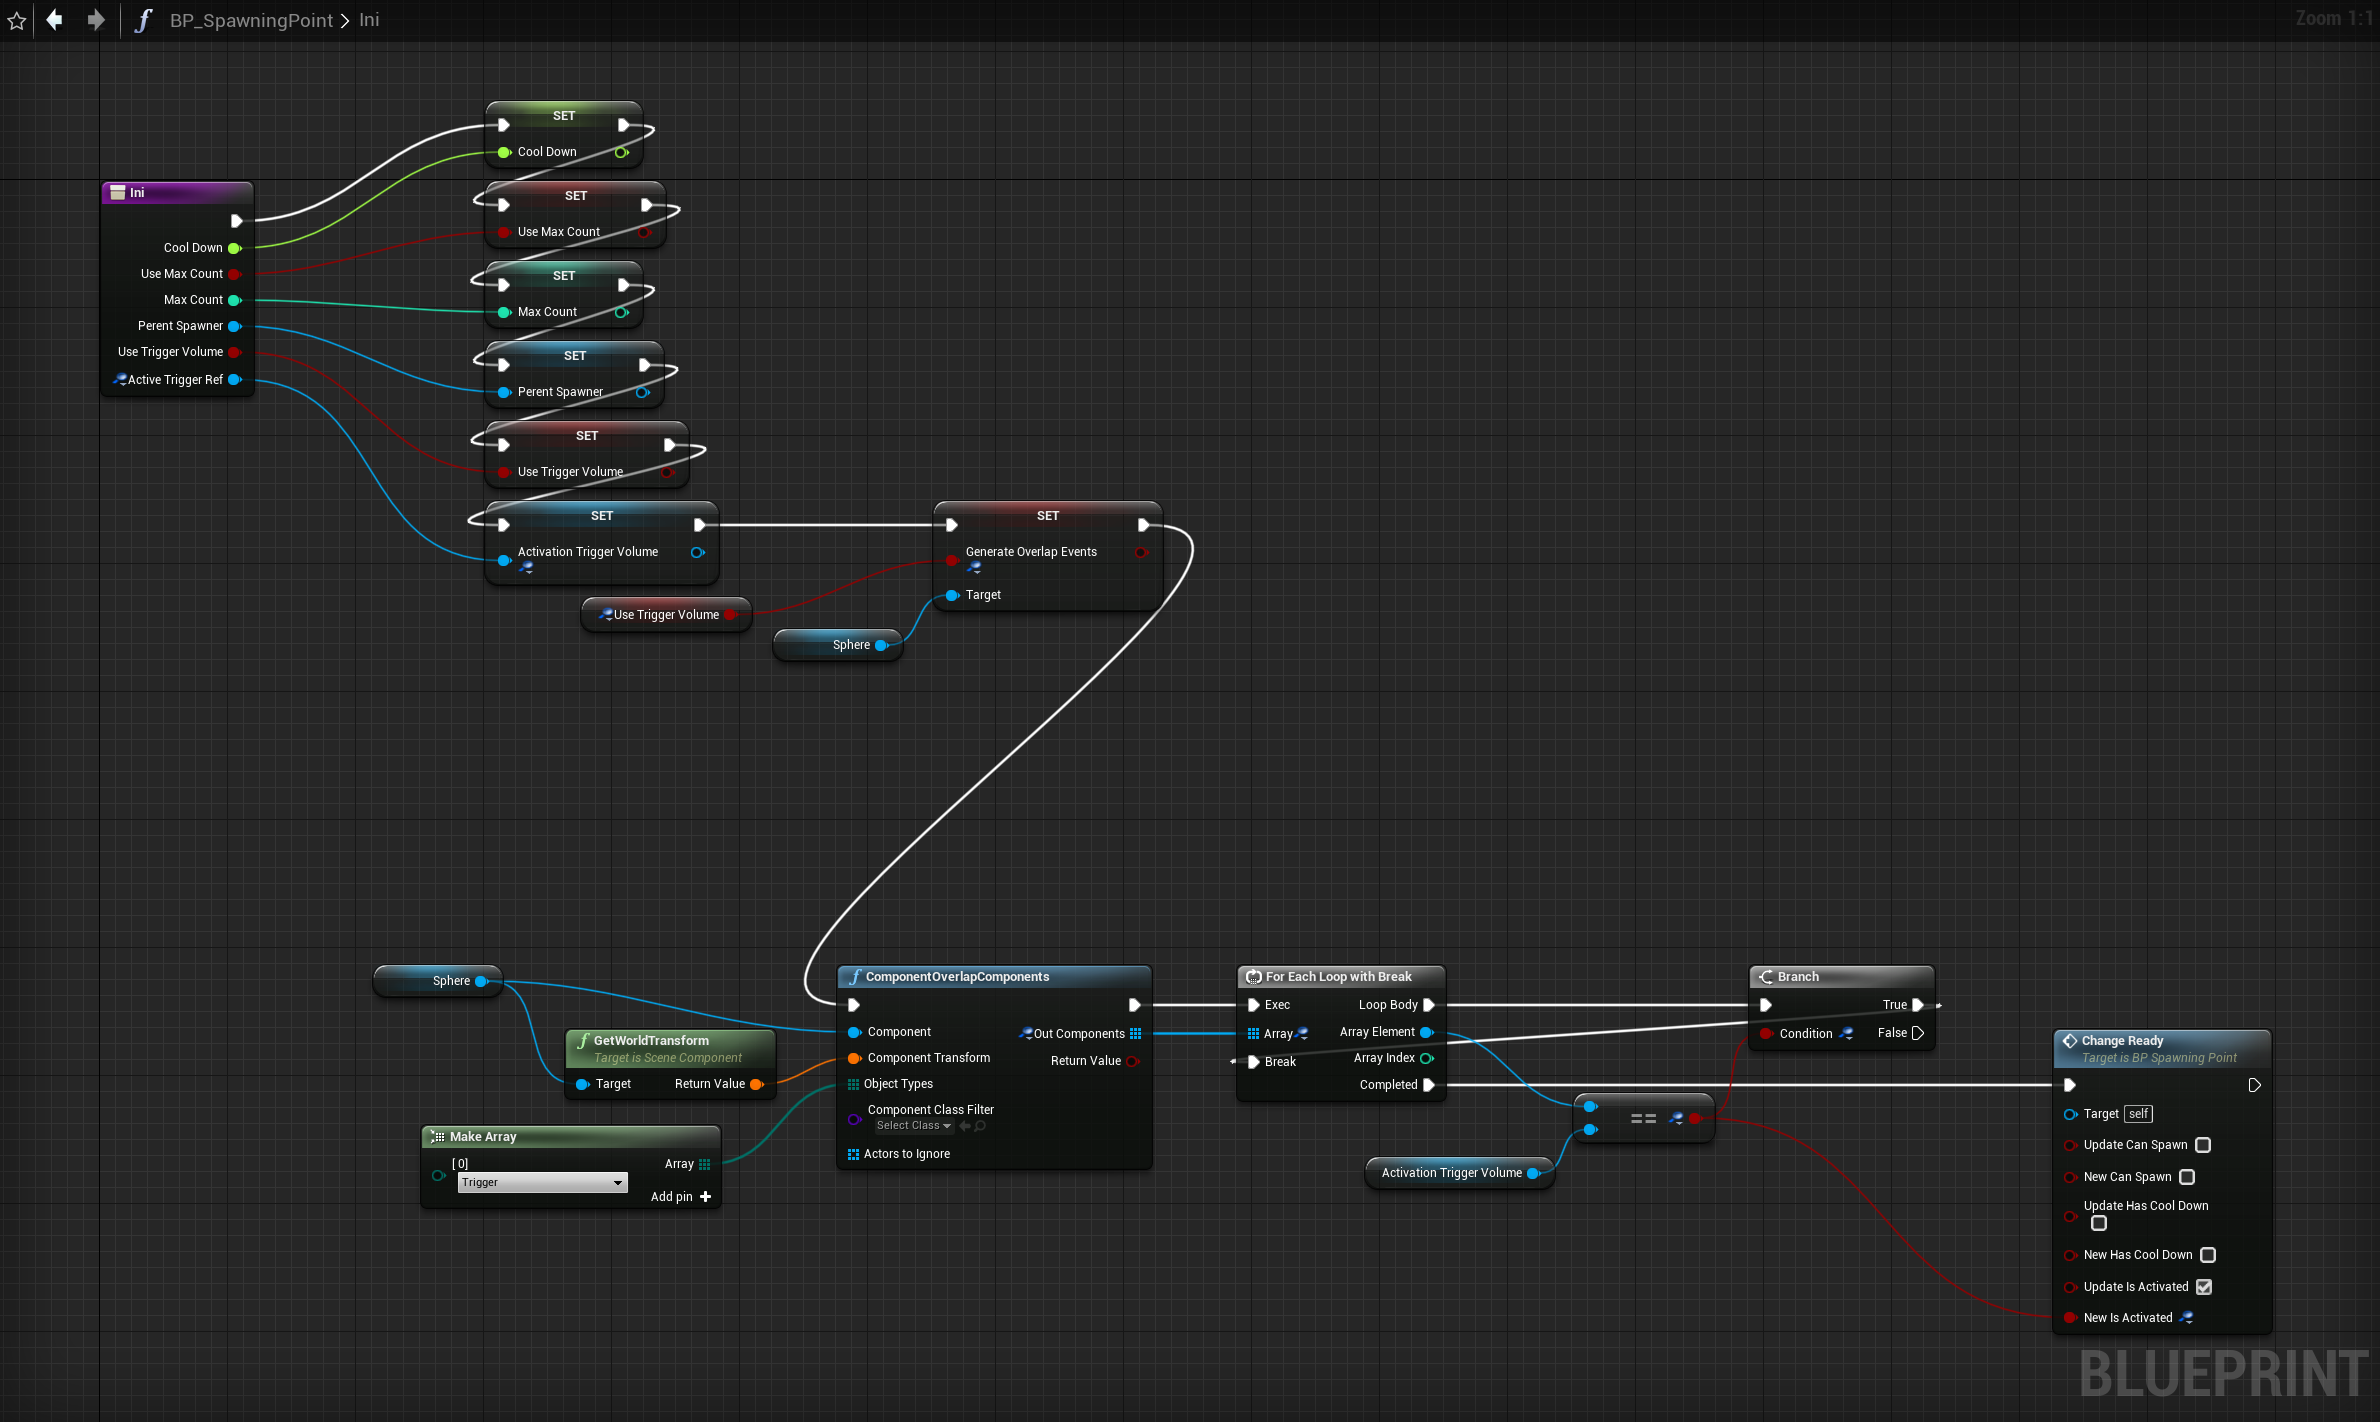 BP_SpawningPoint > Ini
Zoom 1:1
SET
Cool Down
Ini
Cool Down
Use Max Count
Max Count
Perent Spawner
Use Trigger Volume
Active Trigger Ref
SET
Use Max Count
SET
Max Count
SET
Perent Spawner
SET
Use Trigger Volume
SET
Activation Trigger Volume
SET
Generate Overlap Events
Target
Use Trigger Volume
Sphere
Sphere
GetWorldTransform
Target is Scene Component
Target Return Value
Make Array
[ 0] Array
Trigger
Add pin +
ComponentOverlapComponents
Component Out Components
Component Transform Return Value
Object Types
Component Class Filter
Select Class
Actors to Ignore
For Each Loop with Break
Exec Loop Body
Array Array Element
Break Array Index
Completed
==
Activation Trigger Volume
Branch
True
Condition False
Change Ready
Target is BP Spawning Point
Target self
Update Can Spawn
New Can Spawn
Update Has Cool Down
New Has Cool Down
Update Is Activated
New Is Activated
BLUEPRINT